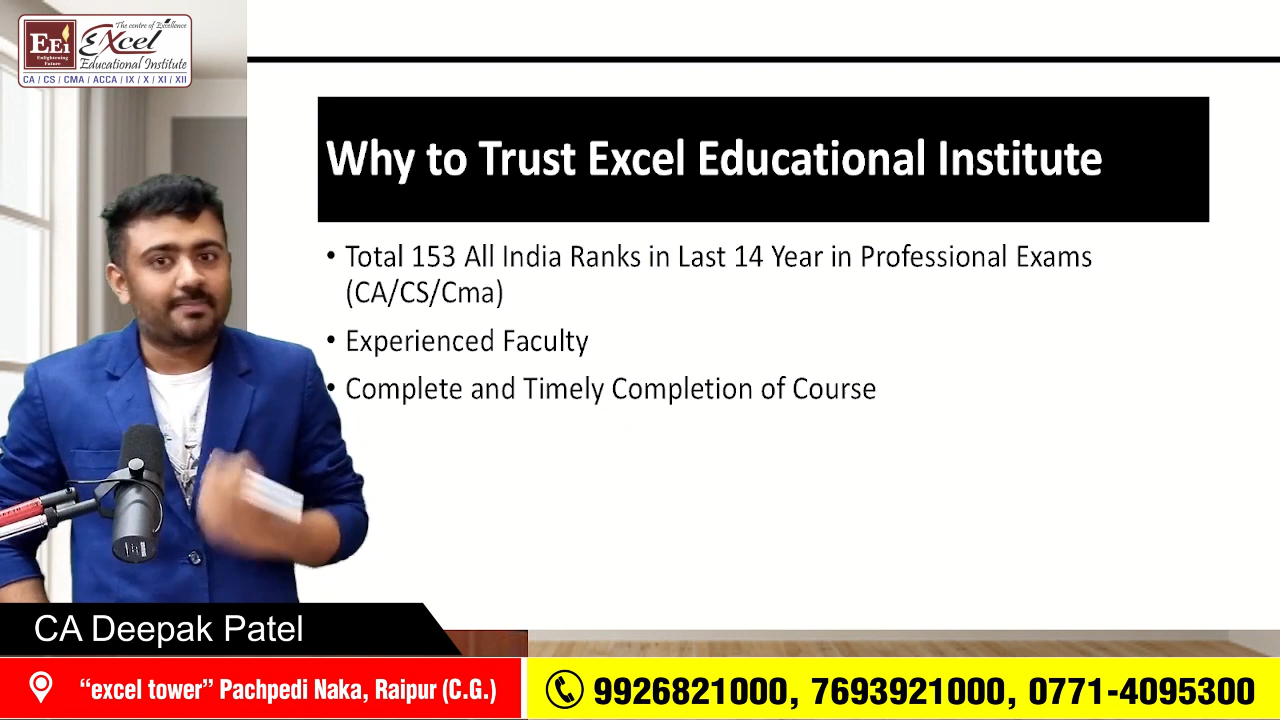 The centre of Excellence
EEi
Enlightening
Future
Excel
Educational Institute
CA / CS / CMA / ACCA / IX / X / XI / XII
Why to Trust Excel Educational Institute
• Total 153 All India Ranks in Last 14 Year in Professional Exams
(CA/CS/Cma)
• Experienced Faculty
• Complete and Timely Completion of Course
CA Deepak Patel
“excel tower” Pachpedi Naka, Raipur (C.G.)
9926821000, 7693921000, 0771-4095300